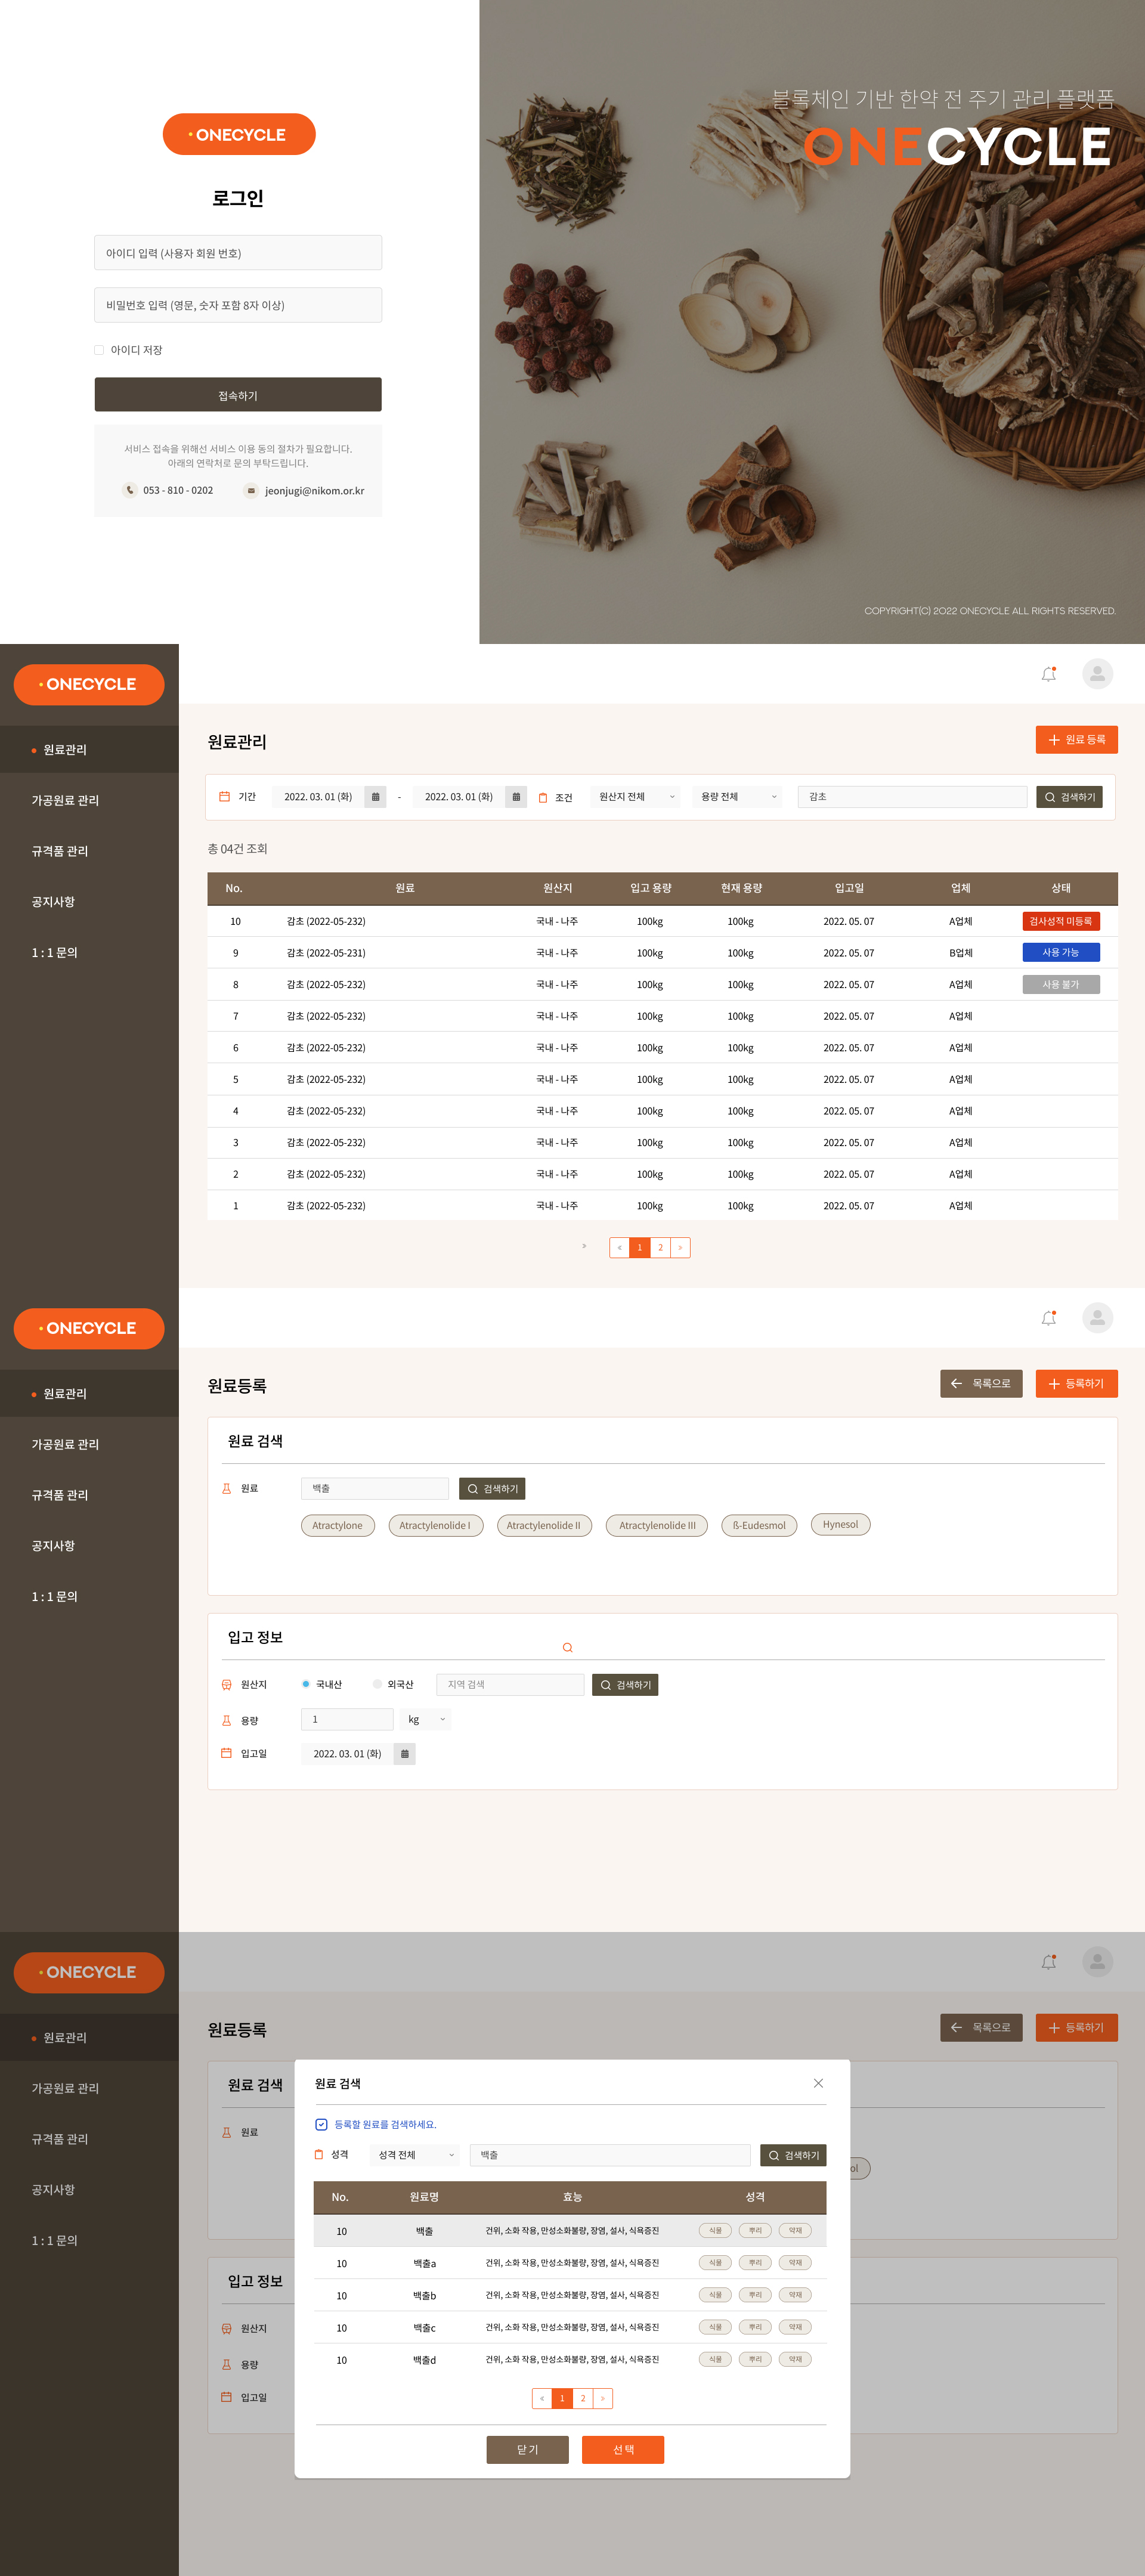 ONECYCLE
로그인
아이디 입력 (사용자 회원 번호)
비밀번호 입력 (영문, 숫자 포함 8자 이상)
아이디 저장
접속하기
서비스 접속을 위해선 서비스 이용 동의 절차가 필요합니다.
아래의 연락처로 문의 부탁드립니다.
053 - 810 - 0202 jeonjugi@nikom.or.kr
블록체인 기반 한약 전 주기 관리 플랫폼
ONECYCLE
COPYRIGHT(C) 2022 ONECYCLE ALL RIGHTS RESERVED.
ONECYCLE
원료관리
가공원료 관리
규격품 관리
공지사항
1 : 1 문의
원료관리
+ 원료 등록
기간 2022. 03. 01 (화) - 2022. 03. 01 (화) 조건 원산지 전체 용량 전체 감초 검색하기
총 04건 조회
No. 원료 원산지 입고 용량 현재 용량 입고일 업체 상태
10 감초 (2022-05-232) 국내 - 나주 100kg 100kg 2022. 05. 07 A업체 검사성적 미등록
9 감초 (2022-05-231) 국내 - 나주 100kg 100kg 2022. 05. 07 B업체 사용 가능
8 감초 (2022-05-232) 국내 - 나주 100kg 100kg 2022. 05. 07 A업체 사용 불가
7 감초 (2022-05-232) 국내 - 나주 100kg 100kg 2022. 05. 07 A업체
6 감초 (2022-05-232) 국내 - 나주 100kg 100kg 2022. 05. 07 A업체
5 감초 (2022-05-232) 국내 - 나주 100kg 100kg 2022. 05. 07 A업체
4 감초 (2022-05-232) 국내 - 나주 100kg 100kg 2022. 05. 07 A업체
3 감초 (2022-05-232) 국내 - 나주 100kg 100kg 2022. 05. 07 A업체
2 감초 (2022-05-232) 국내 - 나주 100kg 100kg 2022. 05. 07 A업체
1 감초 (2022-05-232) 국내 - 나주 100kg 100kg 2022. 05. 07 A업체
> < 1 2 >
ONECYCLE
원료관리
가공원료 관리
규격품 관리
공지사항
1 : 1 문의
원료등록
← 목록으로 + 등록하기
원료 검색
원료 백출 검색하기
Atractylone Atractylenolide I Atractylenolide II Atractylenolide III ß-Eudesmol Hynesol
입고 정보
원산지 국내산 외국산 지역 검색 검색하기
용량 1 kg
입고일 2022. 03. 01 (화)
ONECYCLE
원료관리
가공원료 관리
규격품 관리
공지사항
1 : 1 문의
원료등록
← 목록으로 + 등록하기
원료 검색
원료
ol
입고 정보
원산지
용량
입고일
원료 검색
등록할 원료를 검색하세요.
성격 성격 전체 백출 검색하기
No. 원료명 효능 성격
10 백출 건위, 소화 작용, 만성소화불량, 장염, 설사, 식욕증진 식물 뿌리 약재
10 백출a 건위, 소화 작용, 만성소화불량, 장염, 설사, 식욕증진 식물 뿌리 약재
10 백출b 건위, 소화 작용, 만성소화불량, 장염, 설사, 식욕증진 식물 뿌리 약재
10 백출c 건위, 소화 작용, 만성소화불량, 장염, 설사, 식욕증진 식물 뿌리 약재
10 백출d 건위, 소화 작용, 만성소화불량, 장염, 설사, 식욕증진 식물 뿌리 약재
< 1 2 >
닫기 선택